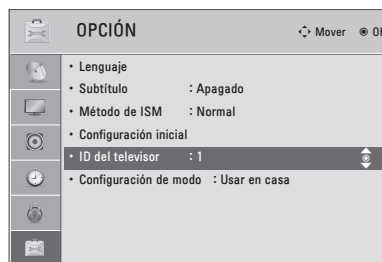 OPCIÓN
Mover
• Lenguaje
• Subtítulo : Apagado
• Método de ISM : Normal
• Configuración inicial
• ID del televisor : 1
• Configuración de modo : Usar en casa